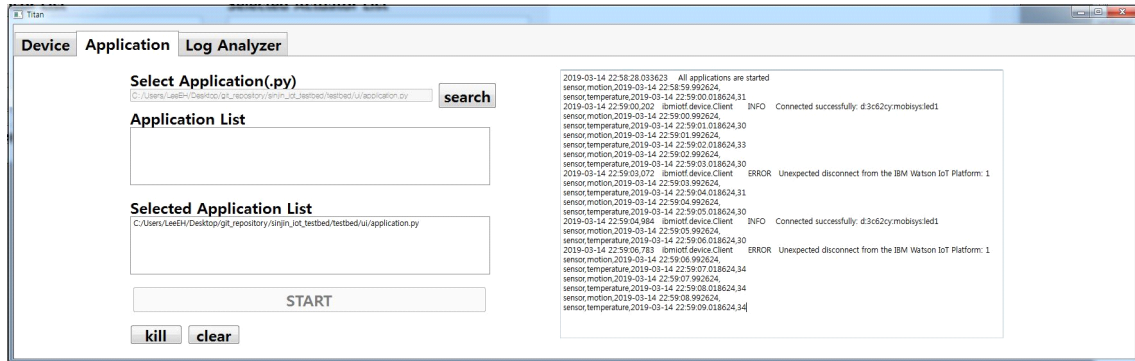 Titan
Device Application Log Analyzer
Select Application(.py)
C:/Users/LeeEH/Desktop/git_repository/sinjin_iot_testbed/testbed/ui/application.py search
Application List
Selected Application List
C:/Users/LeeEH/Desktop/git_repository/sinjin_iot_testbed/testbed/ui/application.py
START
kill clear
2019-03-14 22:58:28.033623 All applications are started
sensor,motion,2019-03-14 22:58:59.992624,
sensor,temperature,2019-03-14 22:59:00.018624,31
2019-03-14 22:59:00,202 ibmiotf.device.Client INFO Connected successfully: d:3c62cy:mobisys:led1
sensor,motion,2019-03-14 22:59:00.992624,
sensor,temperature,2019-03-14 22:59:01.018624,30
sensor,motion,2019-03-14 22:59:01.992624,
sensor,temperature,2019-03-14 22:59:02.018624,33
sensor,motion,2019-03-14 22:59:02.992624,
sensor,temperature,2019-03-14 22:59:03.018624,30
2019-03-14 22:59:03,072 ibmiotf.device.Client ERROR Unexpected disconnect from the IBM Watson IoT Platform: 1
sensor,motion,2019-03-14 22:59:03.992624,
sensor,temperature,2019-03-14 22:59:04.018624,31
sensor,motion,2019-03-14 22:59:04.992624,
sensor,temperature,2019-03-14 22:59:05.018624,30
2019-03-14 22:59:04,984 ibmiotf.device.Client INFO Connected successfully: d:3c62cy:mobisys:led1
sensor,motion,2019-03-14 22:59:05.992624,
sensor,temperature,2019-03-14 22:59:06.018624,30
2019-03-14 22:59:06,783 ibmiotf.device.Client ERROR Unexpected disconnect from the IBM Watson IoT Platform: 1
sensor,motion,2019-03-14 22:59:06.992624,
sensor,temperature,2019-03-14 22:59:07.018624,34
sensor,motion,2019-03-14 22:59:07.992624,
sensor,temperature,2019-03-14 22:59:08.018624,34
sensor,motion,2019-03-14 22:59:08.992624,
sensor,temperature,2019-03-14 22:59:09.018624,34